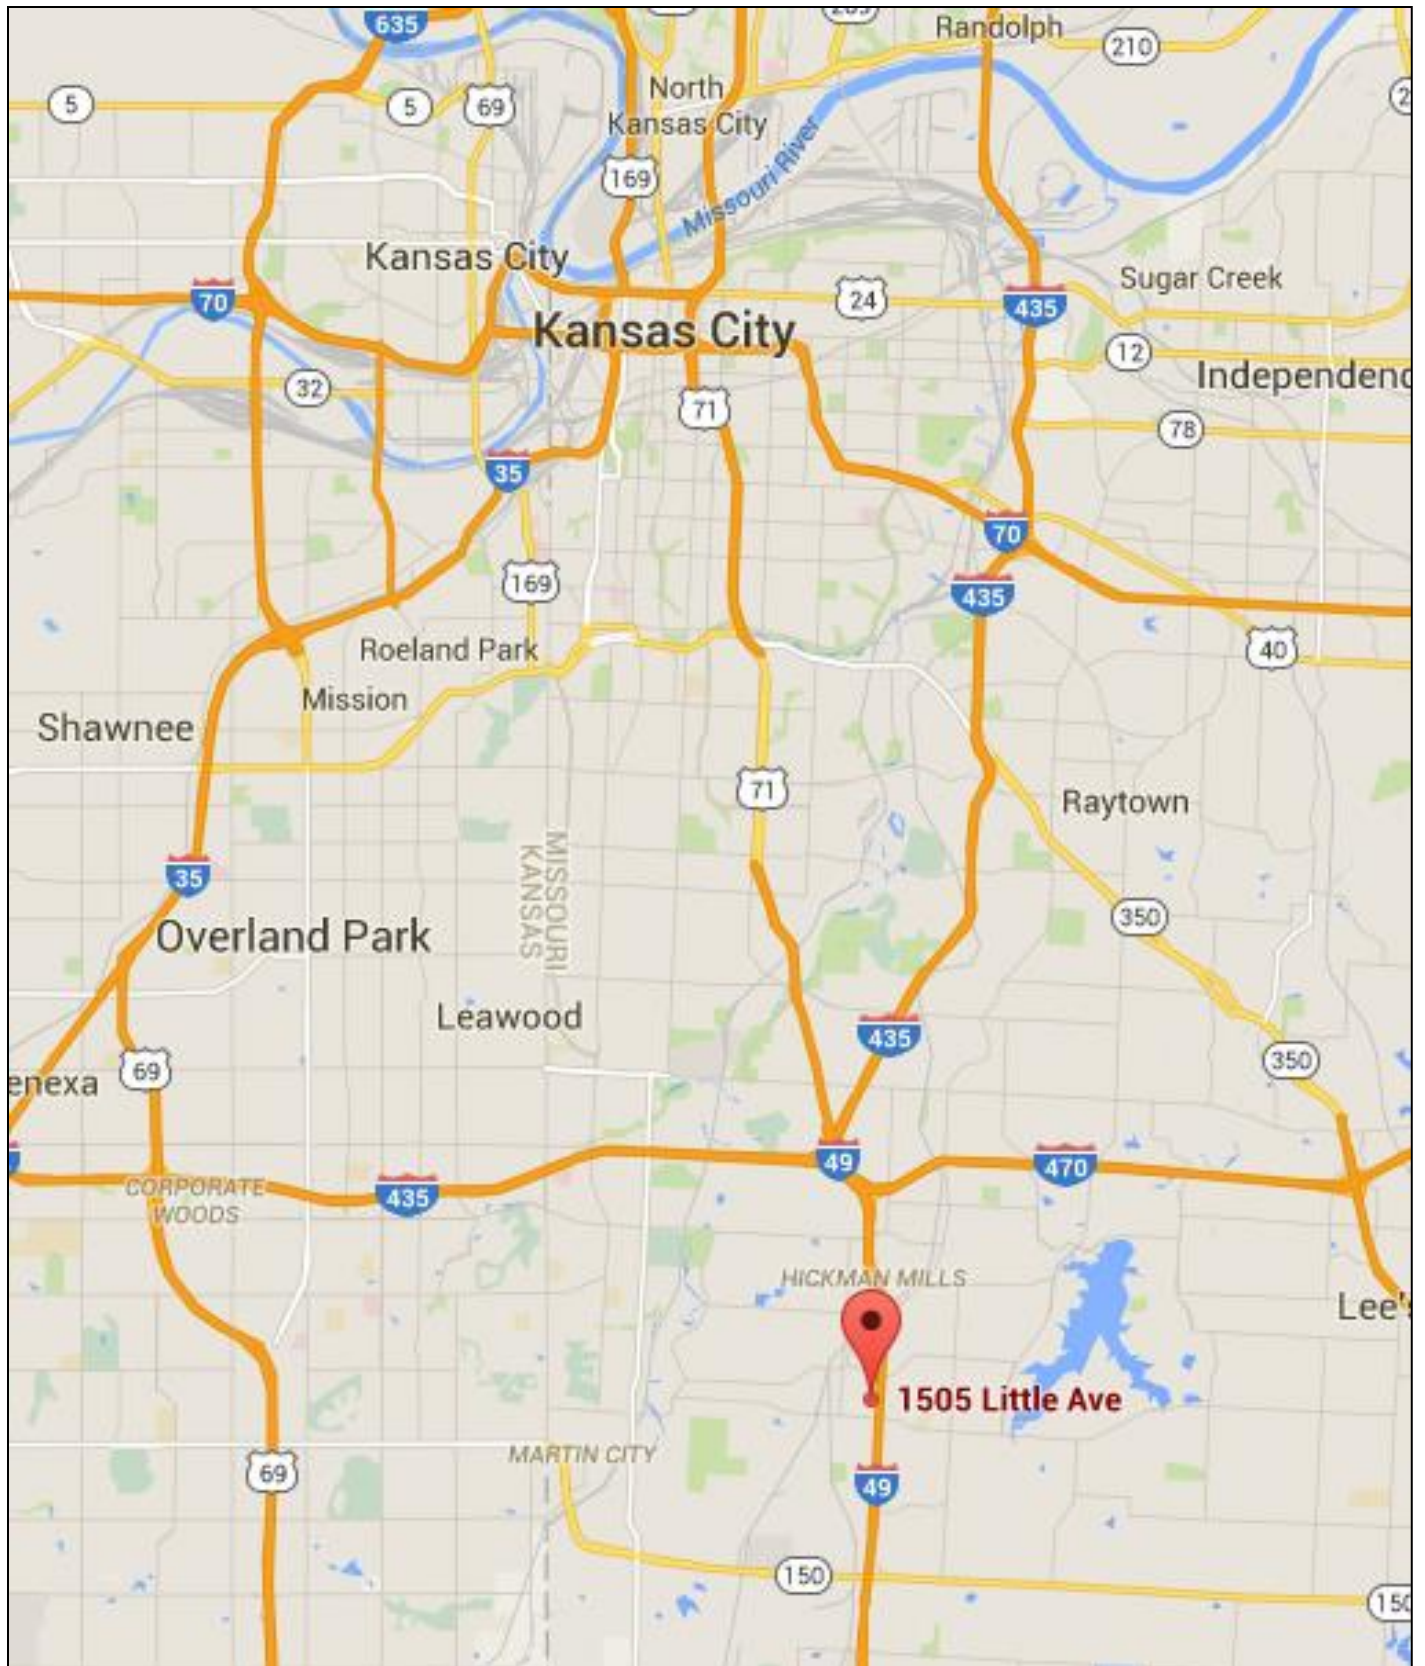 635
Randolph
210
5
5
69
North
Kansas City
169
Missouri River
Kansas City
70
24
435
Sugar Creek
Kansas City
12
Independenc
32
71
78
35
70
169
435
Roeland Park
40
Mission
Shawnee
71
Raytown
35
MISSOURI
KANSAS
350
Overland Park
Leawood
435
350
69
enexa
49
470
435
CORPORATE
WOODS
HICKMAN MILLS
Lee's
1505 Little Ave
MARTIN CITY
69
49
150
150